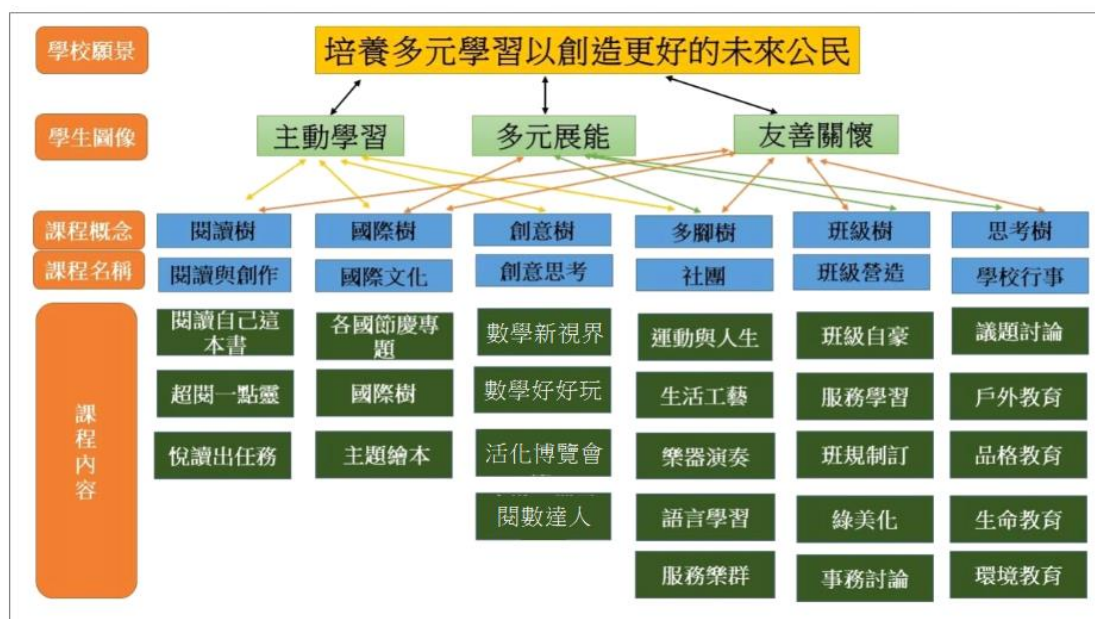 學校願景
培養多元學習以創造更好的未來公民
學生圖像
主動學習
多元展能
友善關懷
課程概念
閱讀樹
國際樹
創意樹
多腳樹
班級樹
思考樹
課程名稱
閱讀與創作
國際文化
創意思考
社團
班級營造
學校行事
課程內容
閱讀自己這
本書
各國節慶專
題
數學新視界
運動與人生
班級自豪
議題討論
超閱一點靈
國際樹
數學好好玩
生活工藝
服務學習
戶外教育
悅讀出任務
主題繪本
活化博覽會
樂器演奏
班規制訂
品格教育
閱數達人
語言學習
綠美化
生命教育
服務樂群
事務討論
環境教育